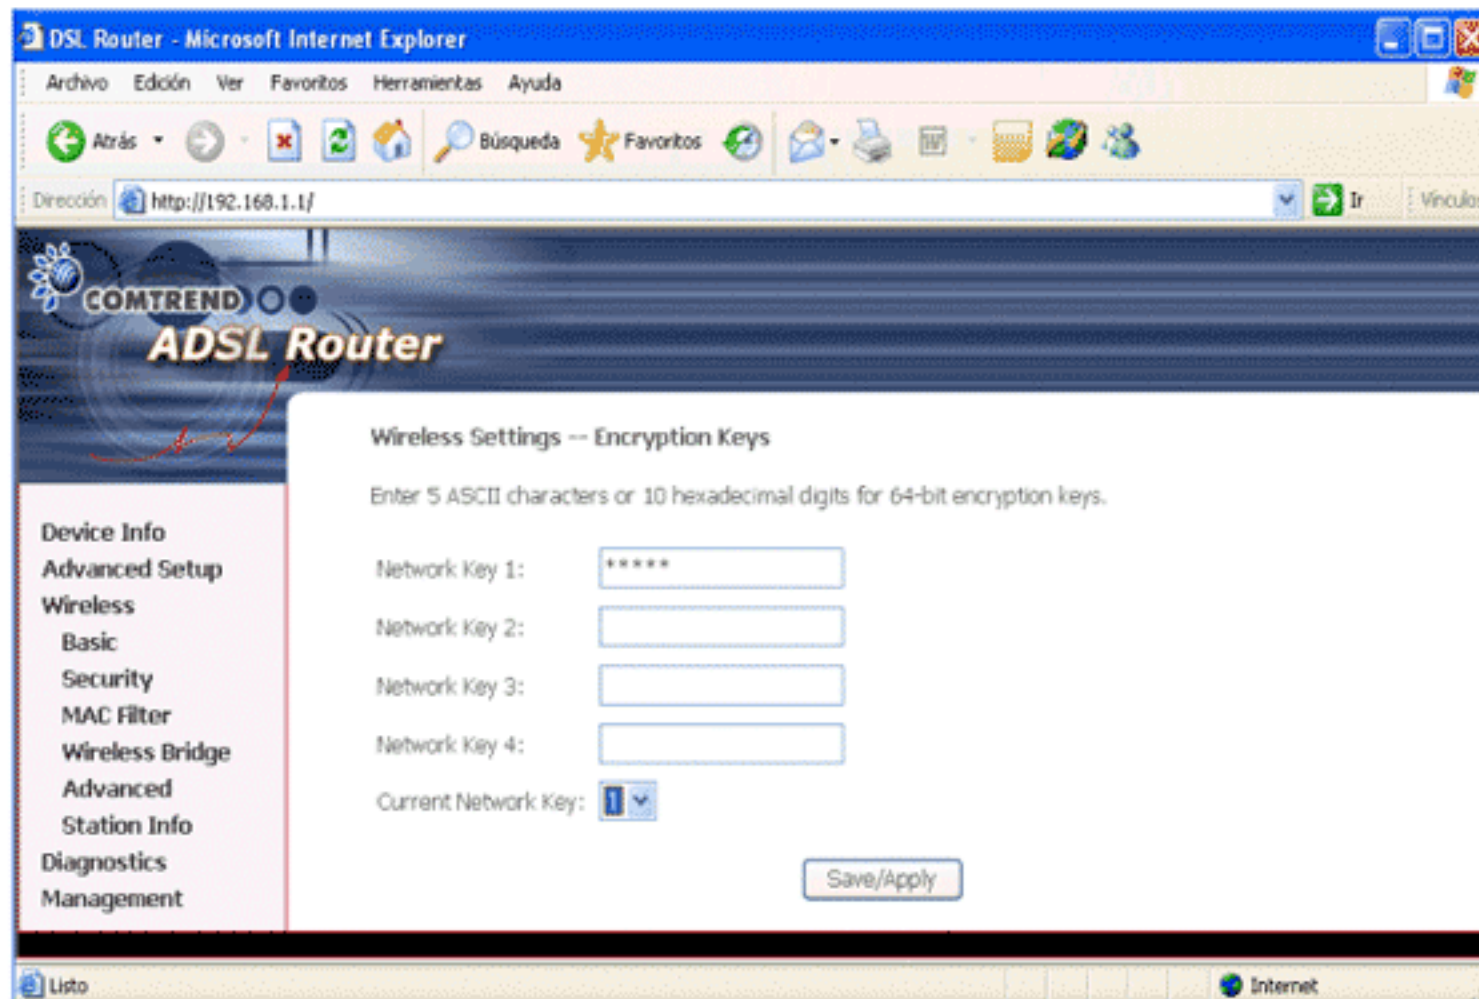 DSL Router - Microsoft Internet Explorer
Archivo Edición Ver Favoritos Herramientas Ayuda
Atrás Búsqueda Favoritos
Dirección http://192.168.1.1/ Ir Vínculos
COMTREND
ADSL Router
Wireless Settings -- Encryption Keys
Enter 5 ASCII characters or 10 hexadecimal digits for 64-bit encryption keys.
Device Info
Advanced Setup
Wireless
Basic
Security
MAC Filter
Wireless Bridge
Advanced
Station Info
Diagnostics
Management
Network Key 1: *****
Network Key 2:
Network Key 3:
Network Key 4:
Current Network Key: 1
Save/Apply
Listo Internet